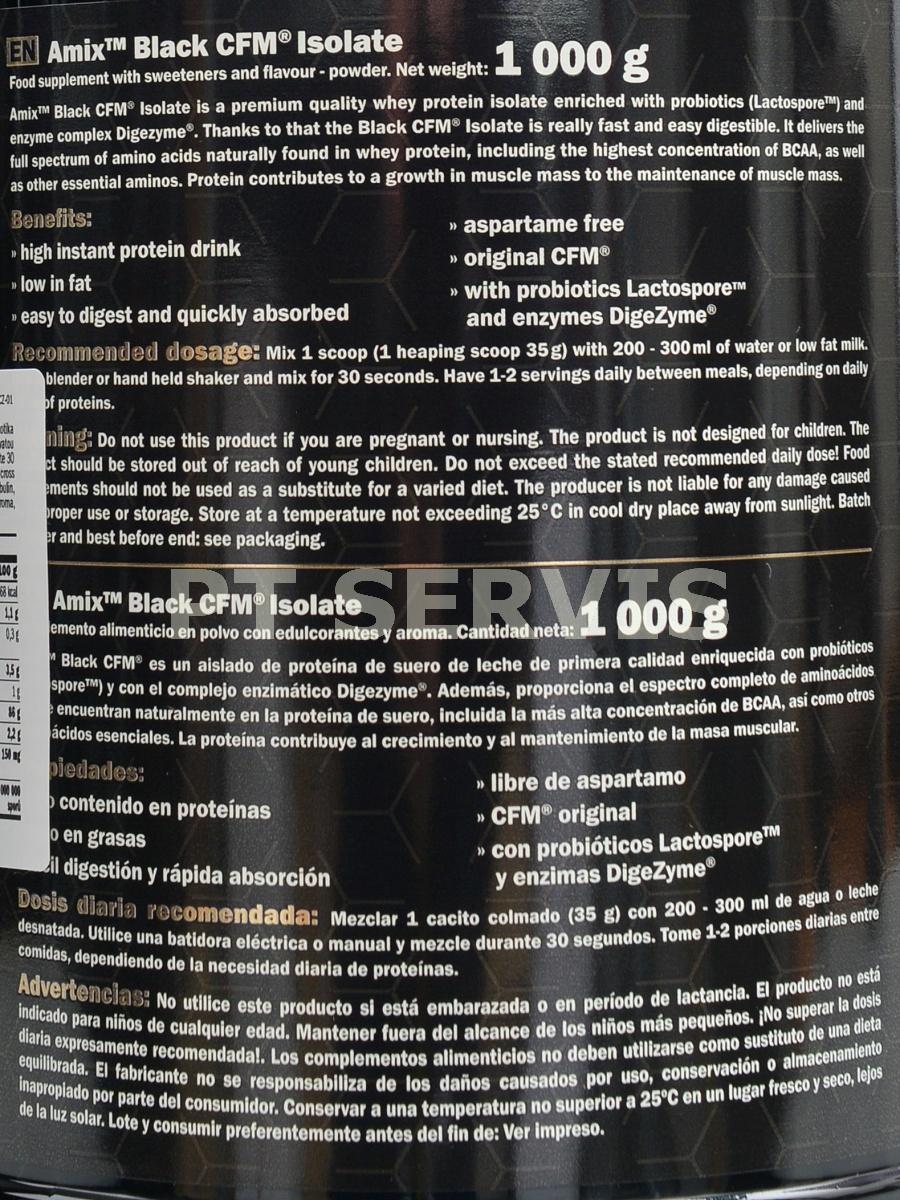 EN Amix™ Black CFM® Isolate
Food supplement with sweeteners and flavour - powder. Net weight: 1 000 g
Amix™ Black CFM® Isolate is a premium quality whey protein isolate enriched with probiotics (Lactospore™) and
enzyme complex Digezyme®. Thanks to that the Black CFM® Isolate is really fast and easy digestible. It delivers the
full spectrum of amino acids naturally found in whey protein, including the highest concentration of BCAA, as well
as other essential aminos. Protein contributes to a growth in muscle mass to the maintenance of muscle mass.
Benefits:
» high instant protein drink
» low in fat
» easy to digest and quickly absorbed
» aspartame free
» original CFM®
» with probiotics Lactospore™
and enzymes DigeZyme®
Recommended dosage: Mix 1 scoop (1 heaping scoop 35g) with 200 - 300ml of water or low fat milk.
blender or hand held shaker and mix for 30 seconds. Have 1-2 servings daily between meals, depending on daily
of proteins.
ning: Do not use this product if you are pregnant or nursing. The product is not designed for children. The
ct should be stored out of reach of young children. Do not exceed the stated recommended daily dose! Food
ements should not be used as a substitute for a varied diet. The producer is not liable for any damage caused
proper use or storage. Store at a temperature not exceeding 25°C in cool dry place away from sunlight. Batch
er and best before end: see packaging.
PT SERVIS
Amix™ Black CFM® Isolate
emento alimenticio en polvo con edulcorantes y aroma. Cantidad neta: 1 000 g
Black CFM® es un aislado de proteína de suero de leche de primera calidad enriquecida con probióticos
spore™) y con el complejo enzimático Digezyme®. Además, proporciona el espectro completo de aminoácidos
encuentran naturalmente en la proteína de suero, incluida la más alta concentración de BCAA, así como otros
ácidos esenciales. La proteína contribuye al crecimiento y al mantenimiento de la masa muscular.
piedades:
o contenido en proteínas
o en grasas
il digestión y rápida absorción
» libre de aspartamo
» CFM® original
» con probióticos Lactospore™
y enzimas DigeZyme®
Dosis diaria recomendada: Mezclar 1 cacito colmado (35 g) con 200 - 300 ml de agua o leche
desnatada. Utilice una batidora eléctrica o manual y mezcle durante 30 segundos. Tome 1-2 porciones diarias entre
comidas, dependiendo de la necesidad diaria de proteínas.
Advertencias: No utilice este producto si está embarazada o en período de lactancia. El producto no está
indicado para niños de cualquier edad. Mantener fuera del alcance de los niños más pequeños. ¡No superar la dosis
diaria expresamente recomendada!. Los complementos alimenticios no deben utilizarse como sustituto de una dieta
equilibrada. El fabricante no se responsabiliza de los daños causados por uso, conservación o almacenamiento
inapropiado por parte del consumidor. Conservar a una temperatura no superior a 25ºC en un lugar fresco y seco, lejos
de la luz solar. Lote y consumir preferentemente antes del fin de: Ver impreso.
te 30
cross
100 g
68 kcal
1,1 g
0,3 g
3,5 g
1 g
86 g
2,2 g
150 mg